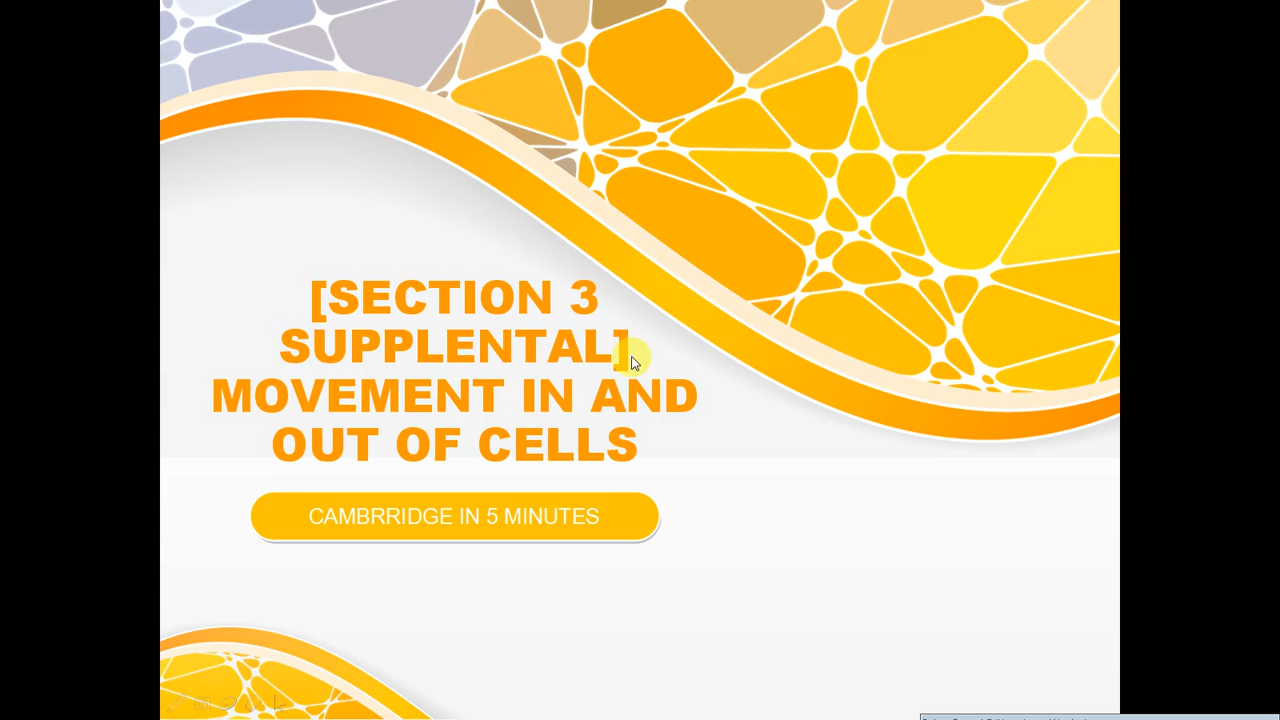 [SECTION 3
SUPPLENTAL]
MOVEMENT IN AND
OUT OF CELLS
CAMBRRIDGE IN 5 MINUTES